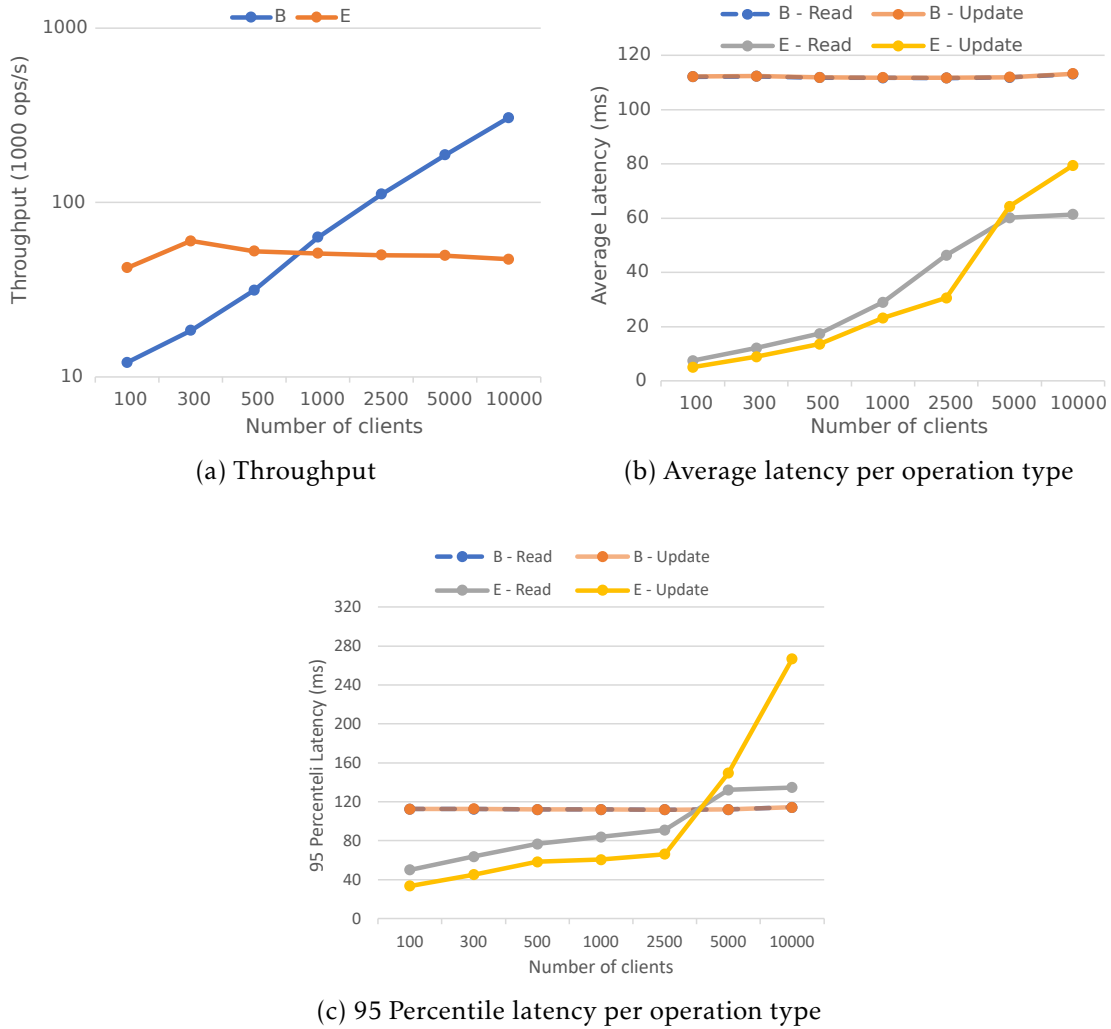 B E
1000
100
10
Throughput (1000 ops/s)
100 300 500 1000 2500 5000 10000
Number of clients
(a) Throughput
B - Read B - Update
E - Read E - Update
120
100
80
60
40
20
0
Average Latency (ms)
100 300 500 1000 2500 5000 10000
Number of clients
(b) Average latency per operation type
B - Read B - Update
E - Read E - Update
320
280
240
200
160
120
80
40
0
95 Percenteli Latency (ms)
100 300 500 1000 2500 5000 10000
Number of clients
(c) 95 Percentile latency per operation type